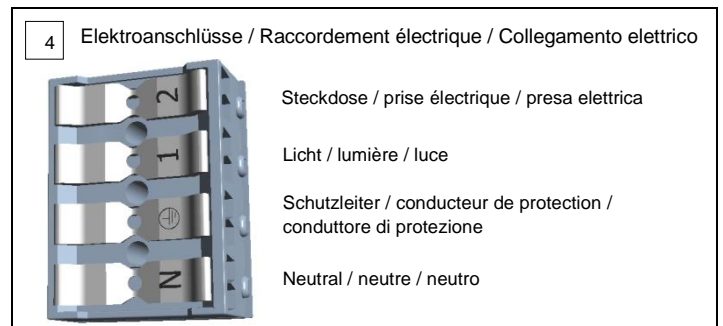 4 Elektroanschlüsse / Raccordement électrique / Collegamento elettrico
2 Steckdose / prise électrique / presa elettrica
1 Licht / lumière / luce
⏚ Schutzleiter / conducteur de protection /
conduttore di protezione
N Neutral / neutre / neutro